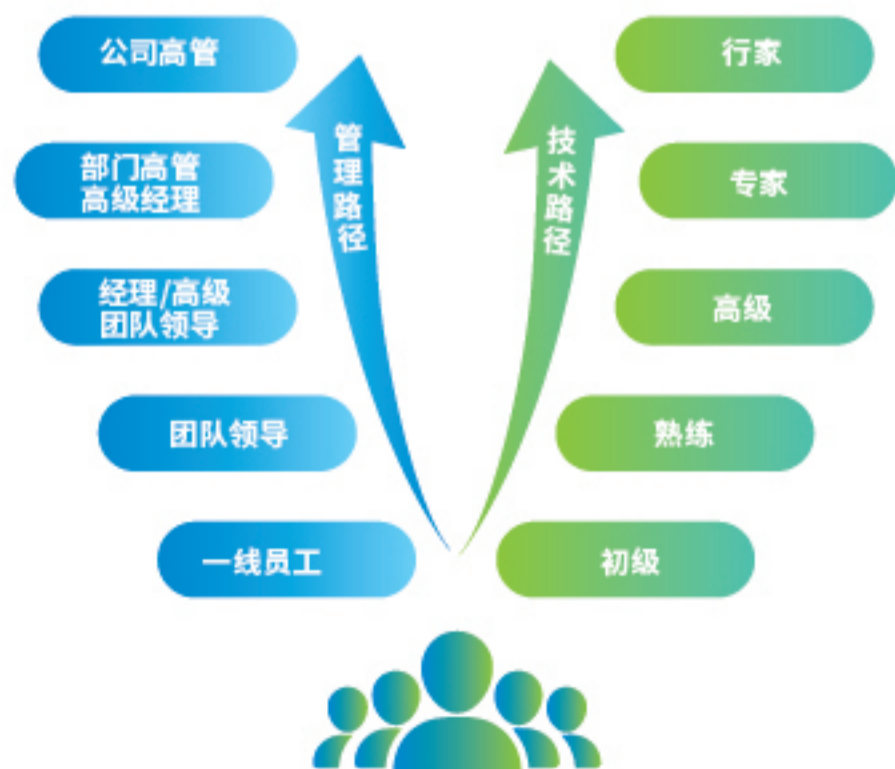 公司高管
部门高管
高级经理
经理/高级
团队领导
团队领导
一线员工
管理路径
技术路径
行家
专家
高级
熟练
初级